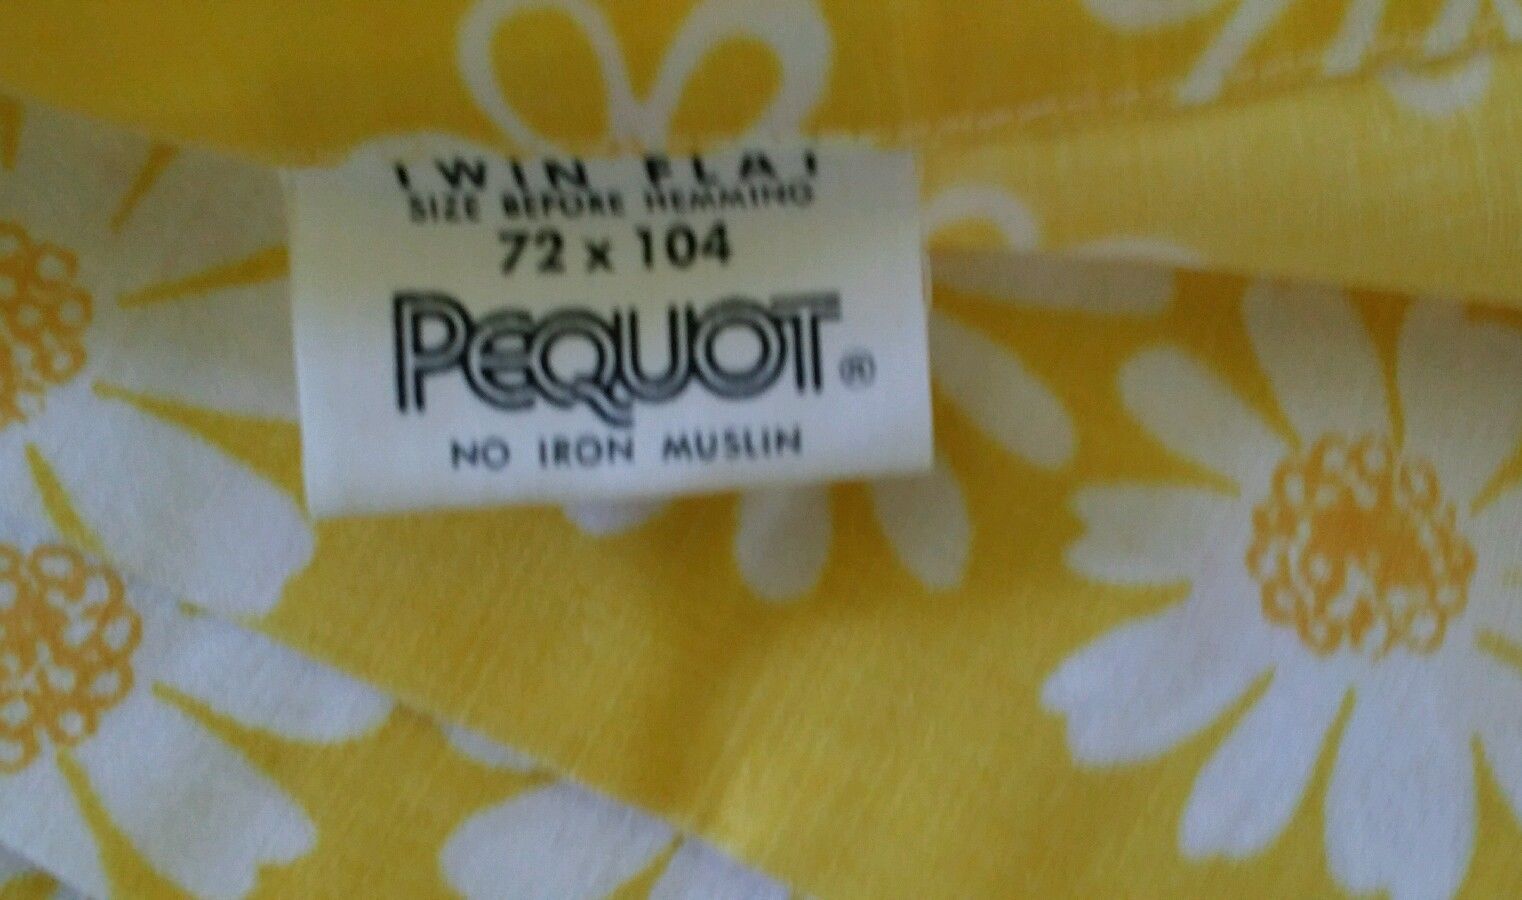 TWIN FLAT
SIZE BEFORE HEMMING
72 x 104
PEQUOT ®
NO IRON MUSLIN